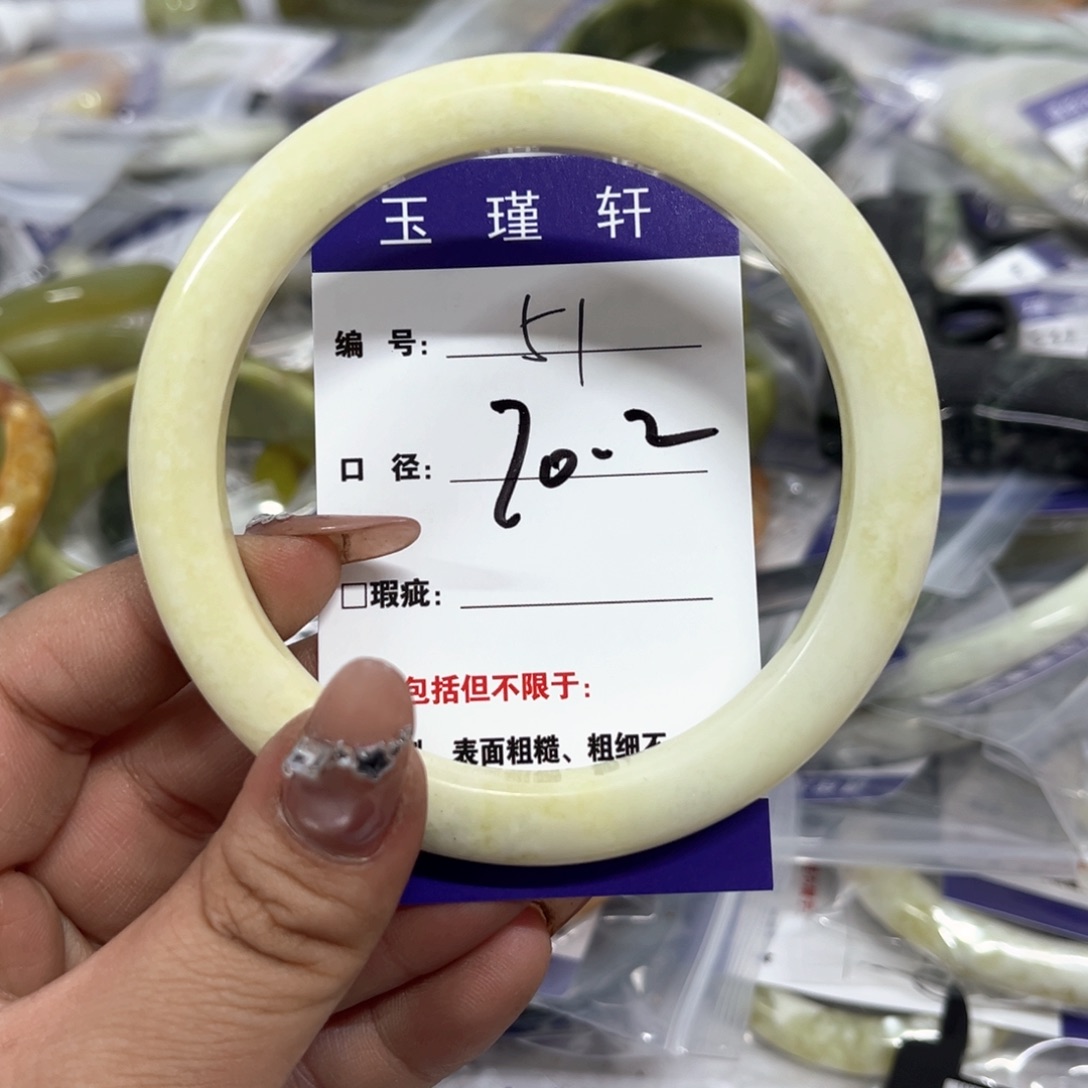 玉瑾轩
编号: 51
口径: 70.2
□瑕疵:
包括但不限于:
、表面粗糙、粗细不